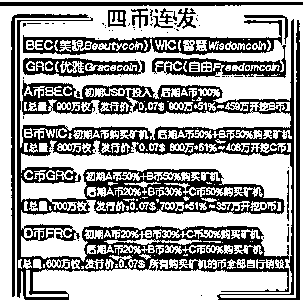 四币连发
BEC(美貌Beautycoin) WIC(智慧Wisdomcoin)
GRC(优雅Gracecoin) FRC(自由Freedomcoin)
A币BEC:初期USDT投入,后期A币100%
【总量,900万枚,发行价,0.07$ 900万*51%~459万开挖B币】
B币WIC:初期A币购买矿机,后期A币50%+B币50%购买矿机
【总量,800万枚,发行价,0.07$ 800万*51%~408万开挖C币】
C币GRC:初期A币50%+B币50%购买矿机
后期A币20%+B币30%+C币50%购买矿机
【总量,700万枚,发行价,0.07$ 700万*51%~357万开挖D币】
D币FRC:初期A币20%+B币30%+C币50%购买矿机,
后期A币20%+B币30%+C币50%购买矿机
【总量,600万枚,发行价,0.07$ 所有购买矿机的币全部自行销毁】